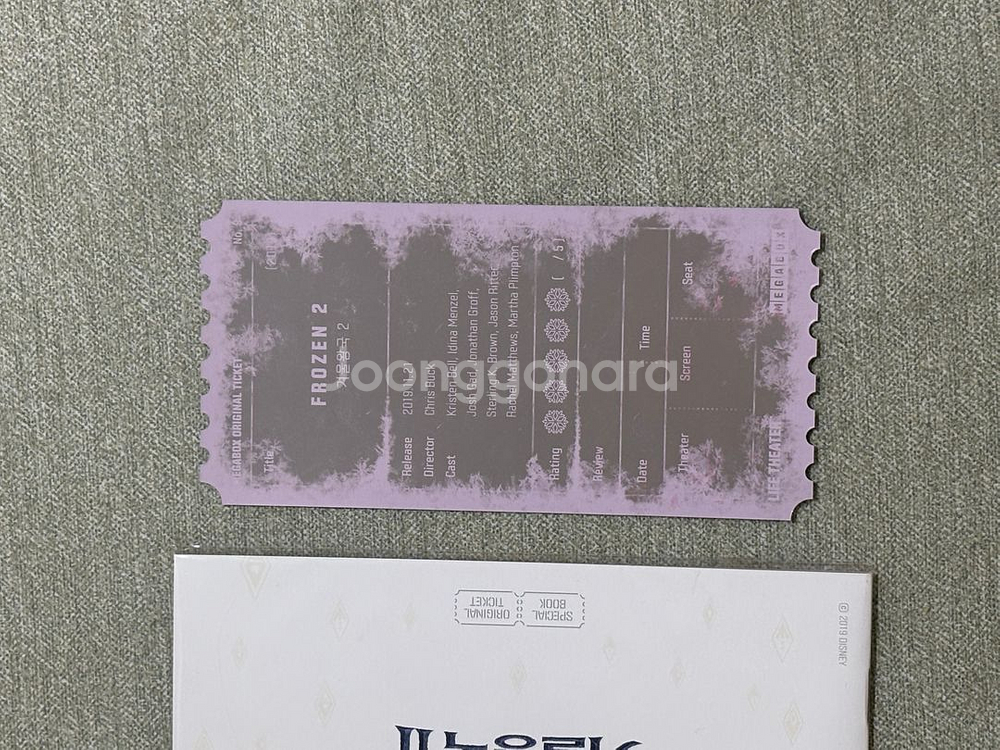 MEGABOX ORIGINAL TICKET
No.
Title
FROZEN 2
겨울왕국 2
Release 2019.11.21
Director Chris Buck
Cast Kristen Bell, Idina Menzel,
Josh Gad, Jonathan Groff,
Sterling K. Brown, Jason Ritter,
Rachel Matthews, Martha Plimpton
Rating ( / 5 )
Review
Date Time
Theater Screen Seat
LIFE THEATER MEGABOX
joonggonara
ORIGINAL
TICKET
SPECIAL
BOOK
© 2019 DISNEY